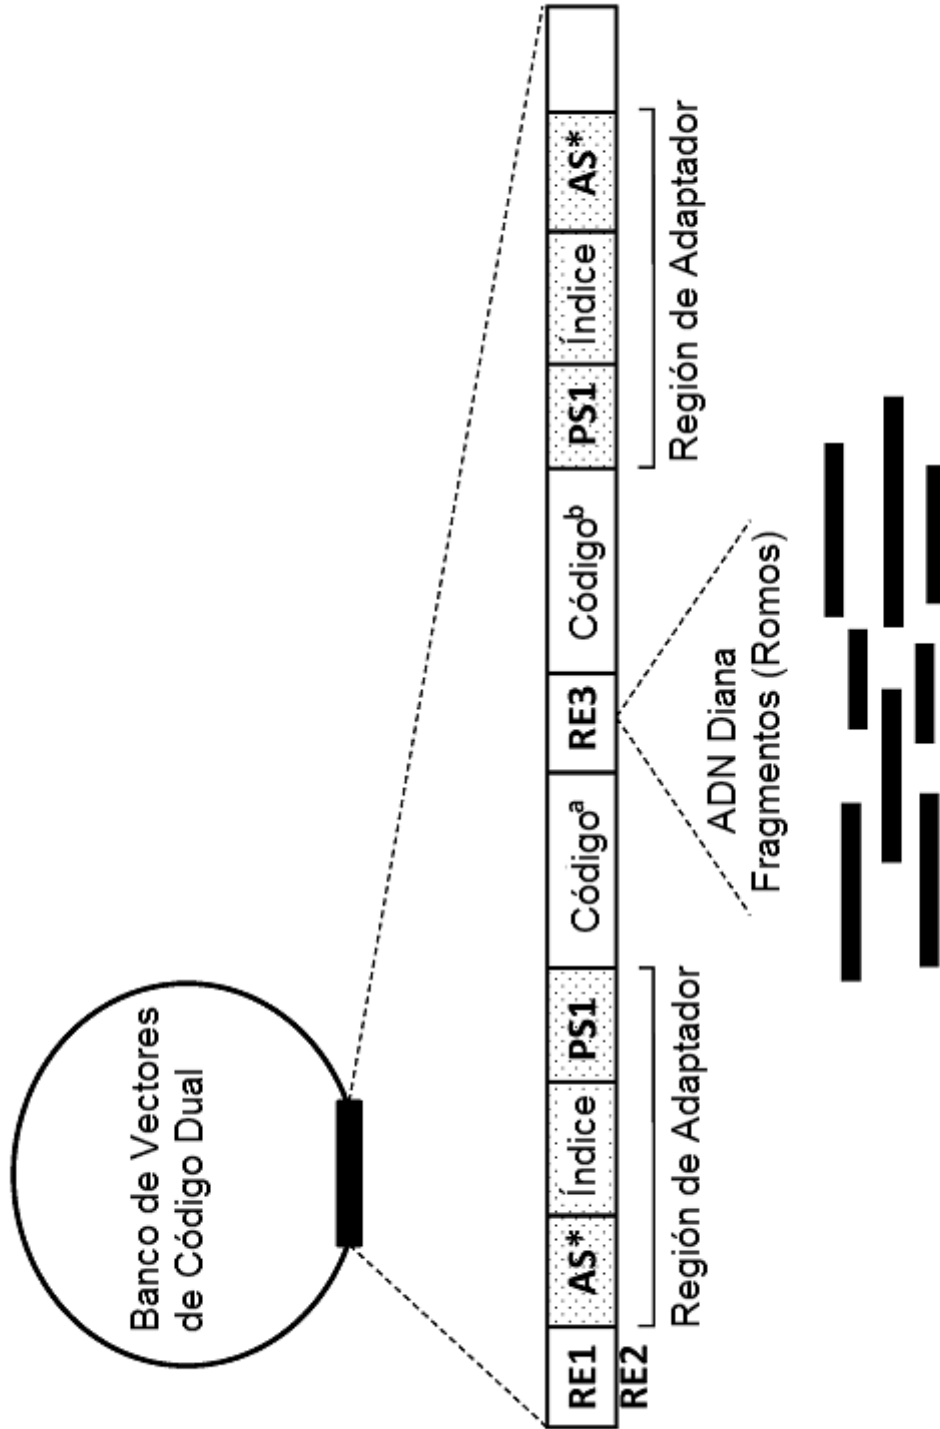 Banco de Vectores
de Código Dual
RE1
AS*
Índice
PS1
Códigoᵃ
RE3
Códigoᵇ
PS1
Índice
AS*
RE2
Región de Adaptador
Región de Adaptador
ADN Diana
Fragmentos (Romos)